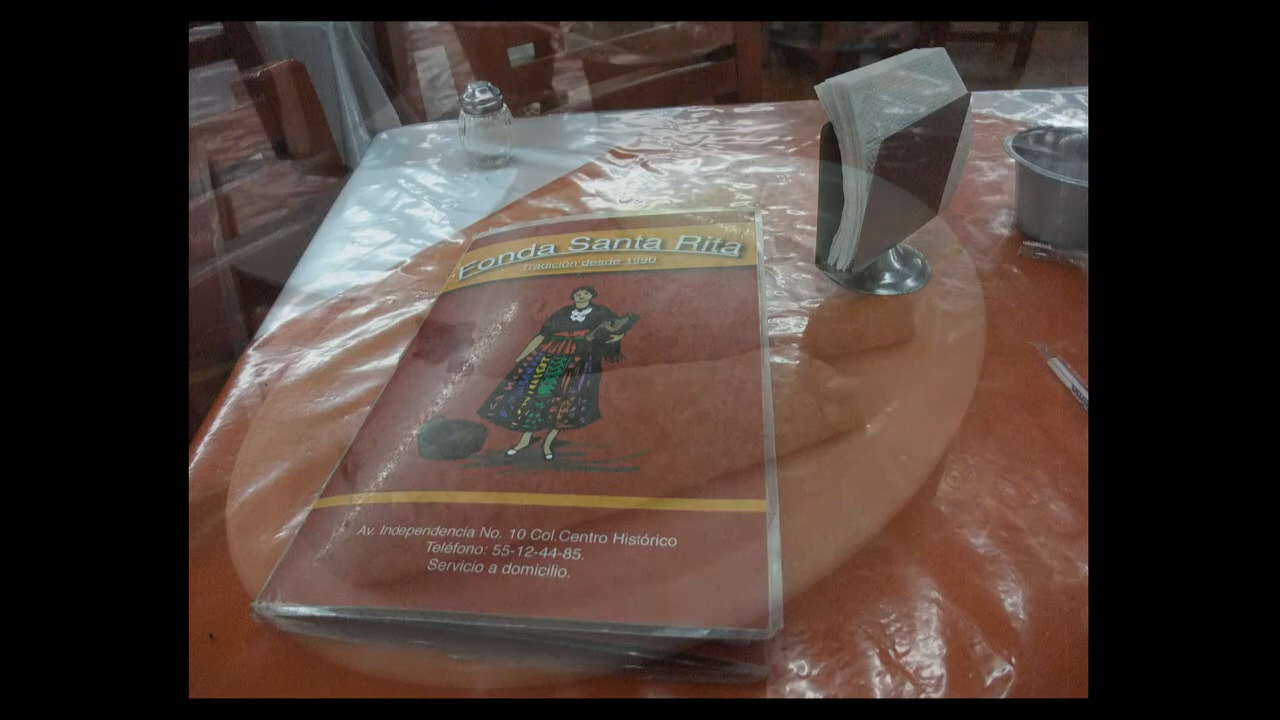 Fonda Santa Rita
Tradición desde 1990
Av. Independencia No. 10 Col.Centro Histórico
Teléfono: 55-12-44-85.
Servicio a domicilio.